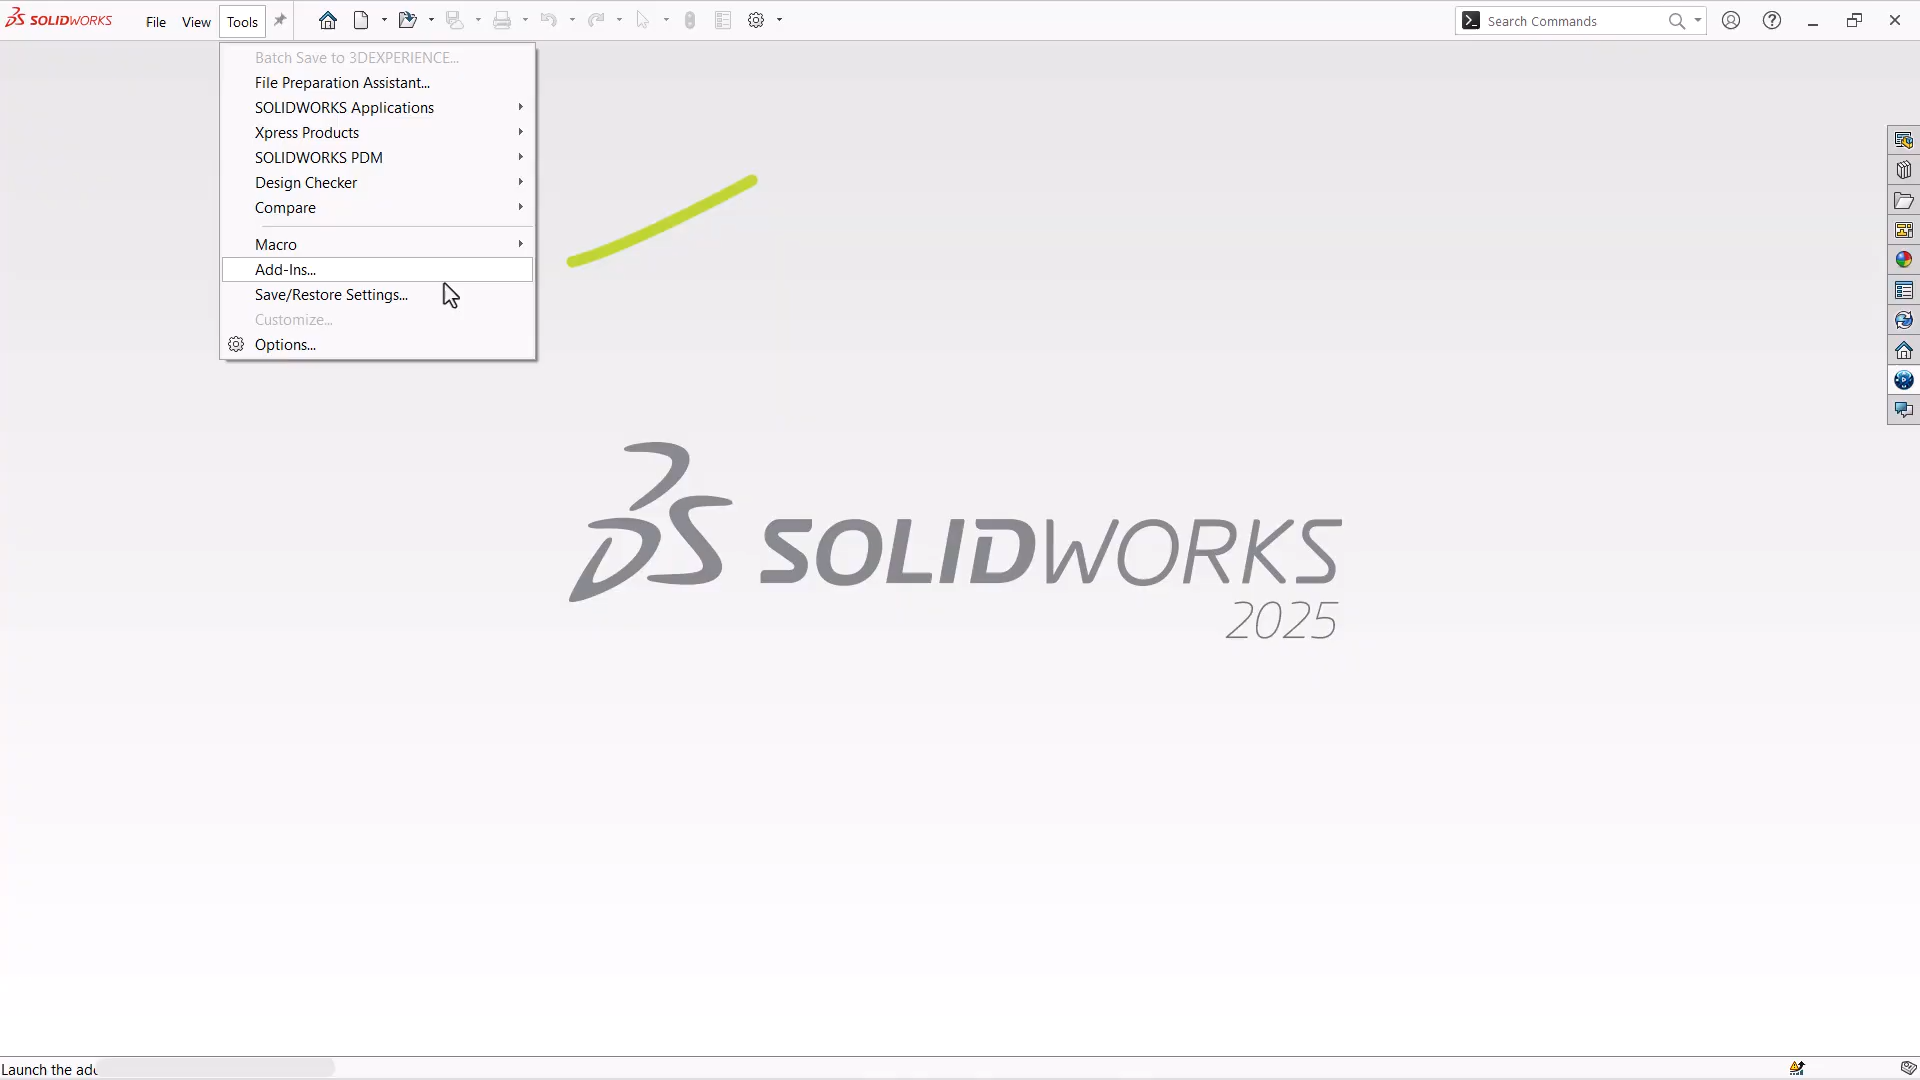 SOLIDWORKS
File View Tools
Search Commands
Batch Save to 3DEXPERIENCE...
File Preparation Assistant...
SOLIDWORKS Applications
Xpress Products
SOLIDWORKS PDM
Design Checker
Compare
Macro
Add-Ins...
Save/Restore Settings...
Customize...
Options...
SOLIDWORKS
2025
Launch the